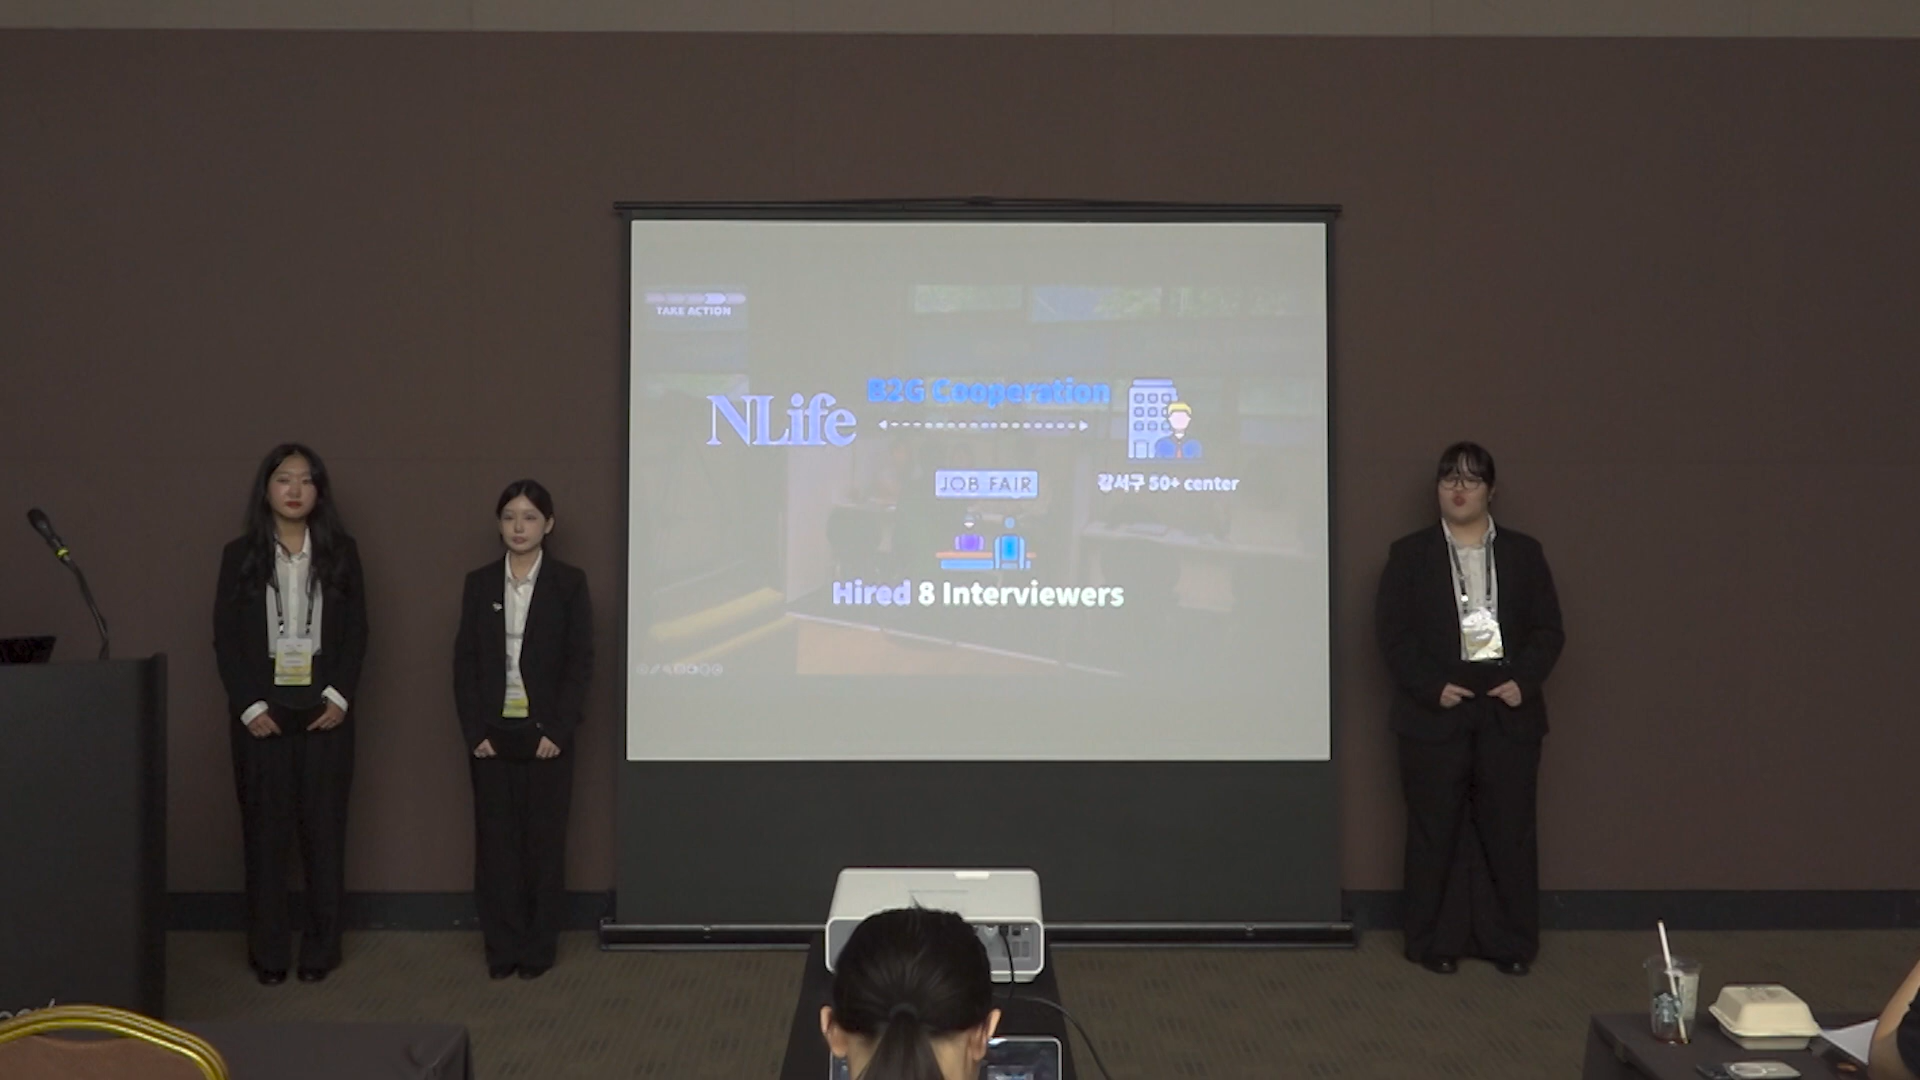 TAKE ACTION
NLife
B2G Cooperation
JOB FAIR
강서구 50+ center
Hired 8 Interviewers